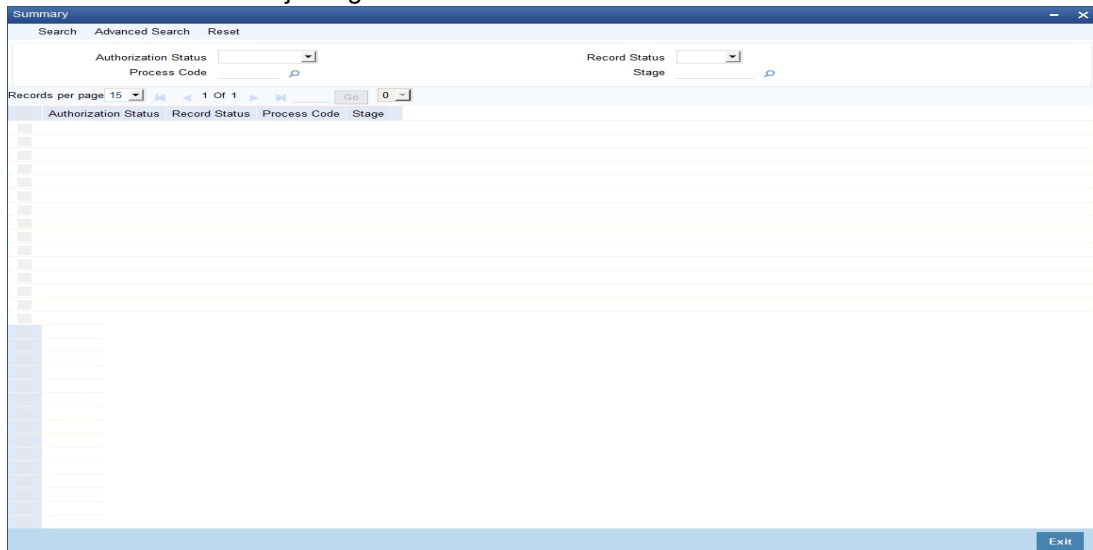 Summary
Search Advanced Search Reset
Authorization Status Record Status
Process Code Stage
Records per page 15 1 Of 1 Go 0
Authorization Status Record Status Process Code Stage
Exit